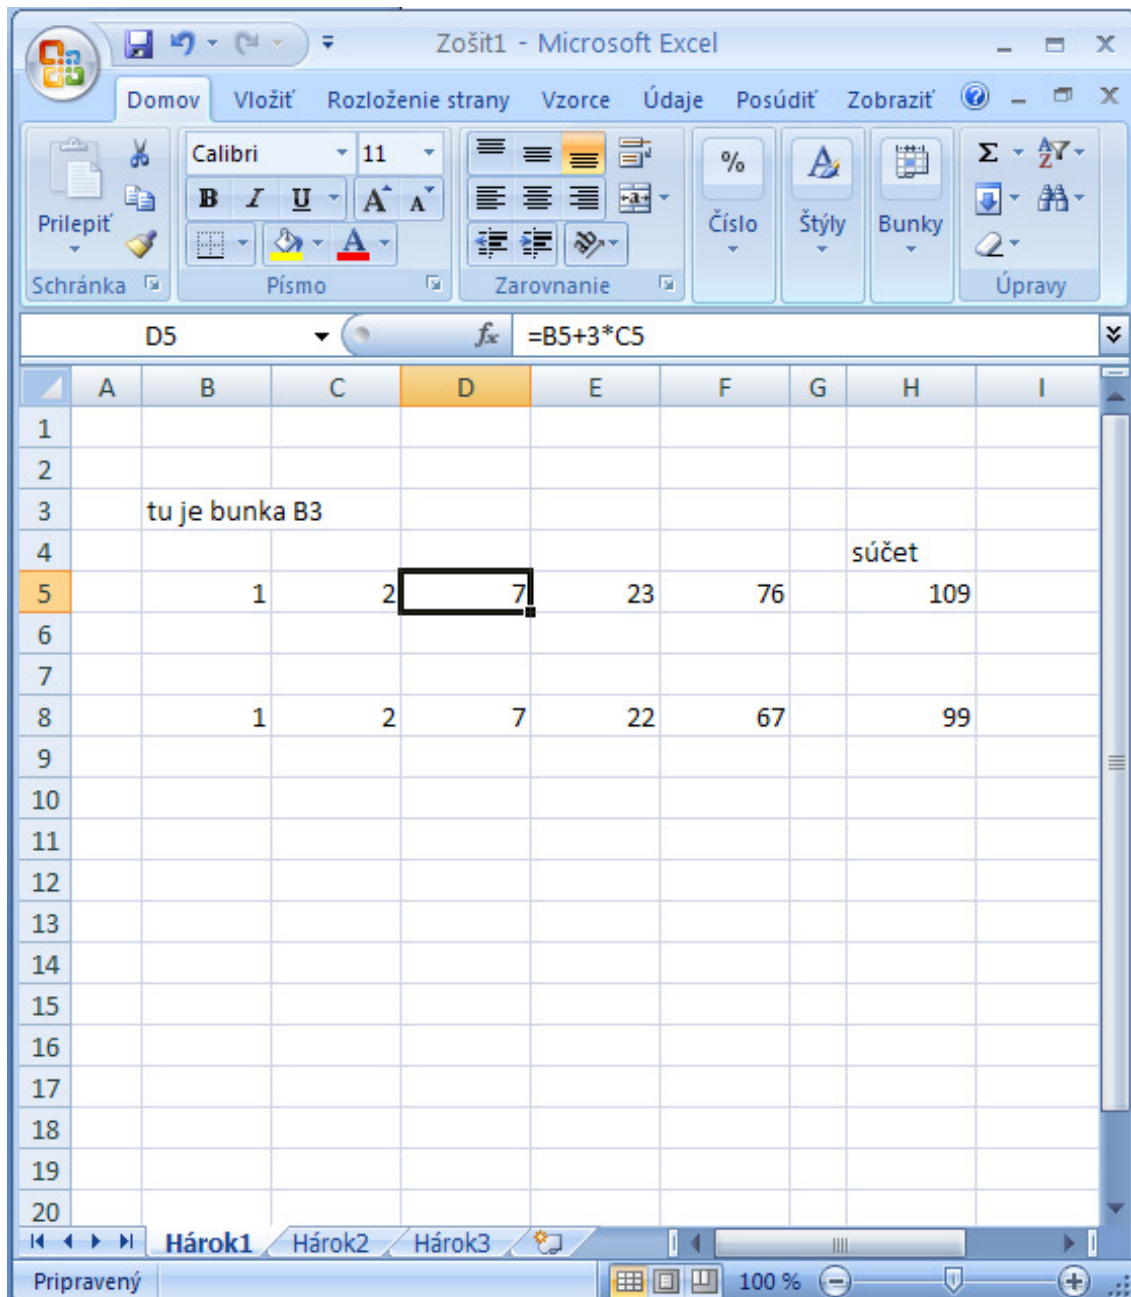 Zošit1 - Microsoft Excel
Domov Vložiť Rozloženie strany Vzorce Údaje Posúdiť Zobraziť
Calibri 11
Σ
%
B I U A A
Prilepiť
Číslo Štýly Bunky
A
Schránka Písmo Zarovnanie Úpravy
D5 fx =B5+3*C5
A B C D E F G H I
1
2
3 tu je bunka B3
4 súčet
5 1 2 7 23 76 109
6
7
8 1 2 7 22 67 99
9
10
11
12
13
14
15
16
17
18
19
20
Hárok1 Hárok2 Hárok3
Pripravený 100 %